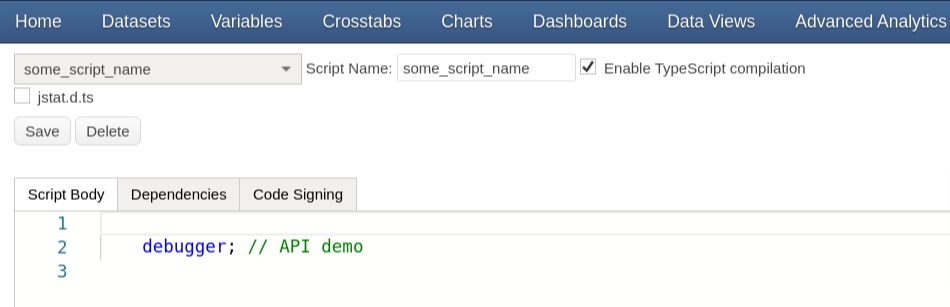 Home Datasets Variables Crosstabs Charts Dashboards Data Views Advanced Analytics
some_script_name Script Name: some_script_name Enable TypeScript compilation
jstat.d.ts
Save Delete
Script Body Dependencies Code Signing
1
2 debugger; // API demo
3